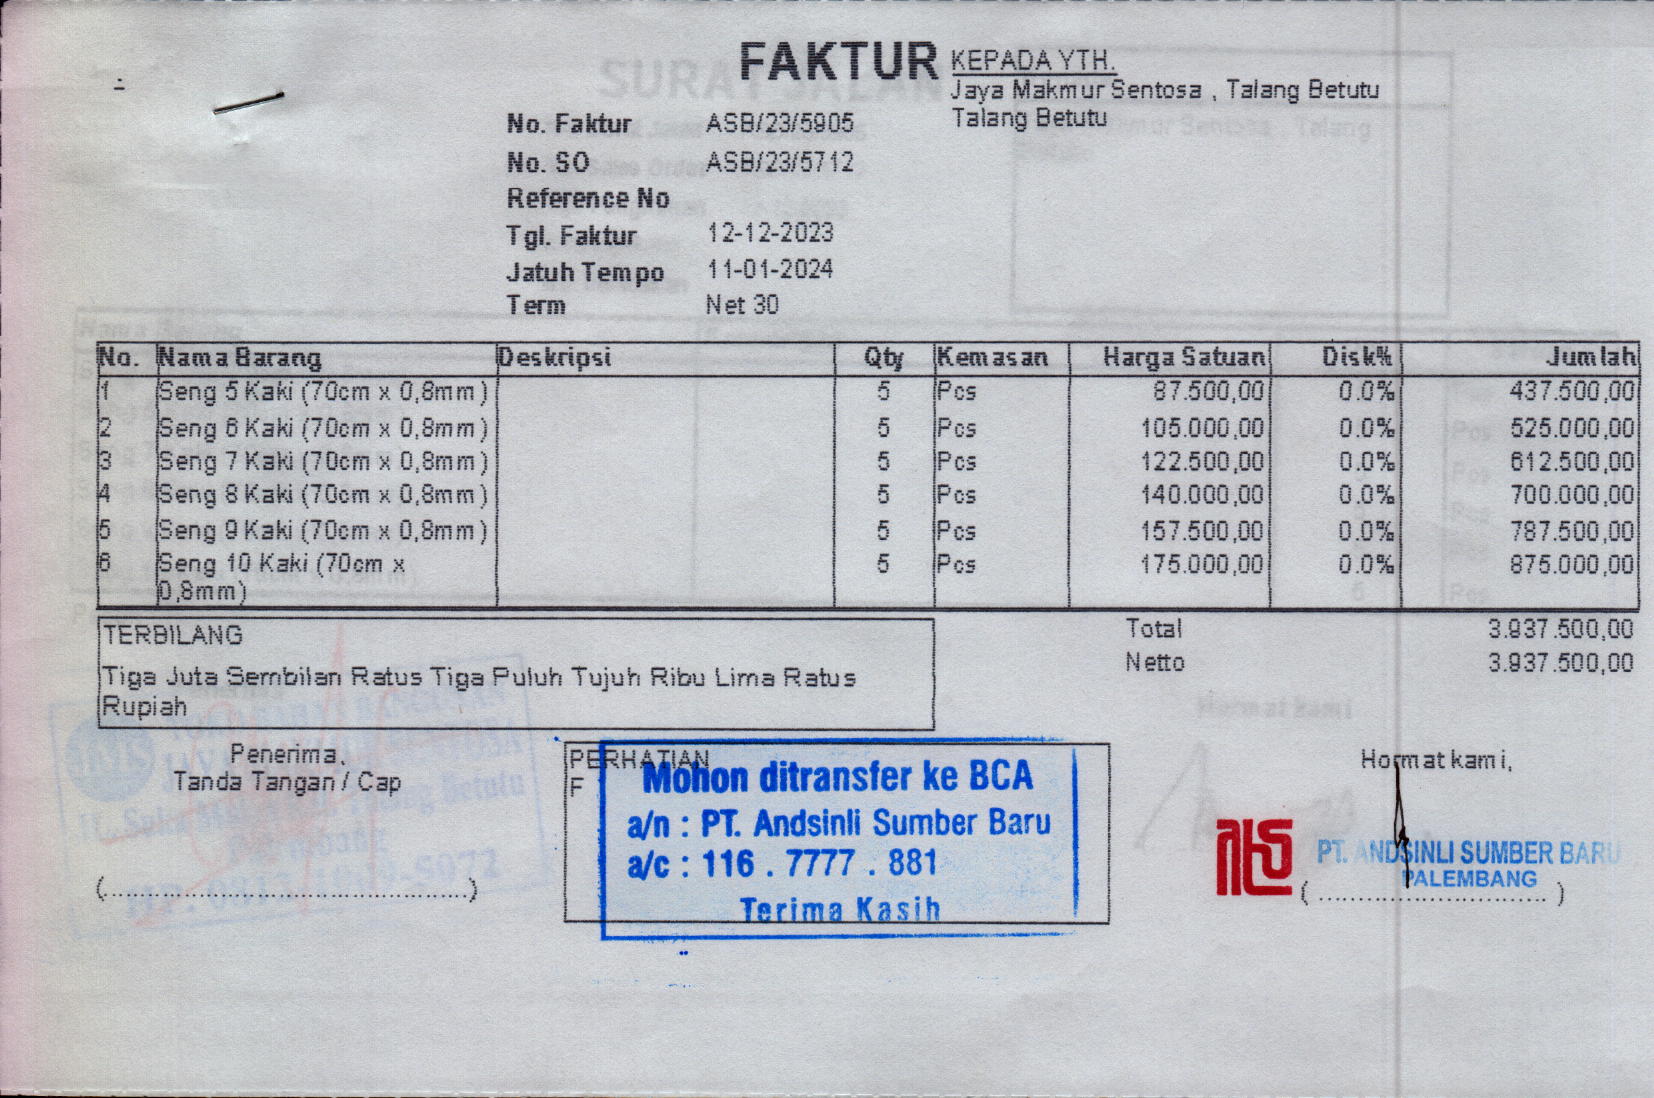 FAKTUR
KEPADA YTH.
Jaya Makmur Sentosa , Talang Betutu
Talang Betutu
No. Faktur ASB/23/5905
No. SO ASB/23/5712
Reference No
Tgl. Faktur 12-12-2023
Jatuh Tempo 11-01-2024
Term Net 30
No. Nama Barang Deskripsi Qty Kemasan Harga Satuan Disk% Jumlah
1 Seng 5 Kaki (70cm x 0,8mm) 5 Pcs 87.500,00 0.0% 437.500,00
2 Seng 6 Kaki (70cm x 0,8mm) 5 Pcs 105.000,00 0.0% 525.000,00
3 Seng 7 Kaki (70cm x 0,8mm) 5 Pcs 122.500,00 0.0% 612.500,00
4 Seng 8 Kaki (70cm x 0,8mm) 5 Pcs 140.000,00 0.0% 700.000,00
5 Seng 9 Kaki (70cm x 0,8mm) 5 Pcs 157.500,00 0.0% 787.500,00
6 Seng 10 Kaki (70cm x 5 Pcs 175.000,00 0.0% 875.000,00
0,8mm)
Total 3.937.500,00
Netto 3.937.500,00
TERBILANG
Tiga Juta Sembilan Ratus Tiga Puluh Tujuh Ribu Lima Ratus
Rupiah
Penerima,
Tanda Tangan / Cap
(..........................................)
PERHATIAN
F
Mohon ditransfer ke BCA
a/n : PT. Andsinli Sumber Baru
a/c : 116 . 7777 . 881
Terima Kasih
Hormat kami,
PT. ANDSINLI SUMBER BARU
PALEMBANG
(............................)